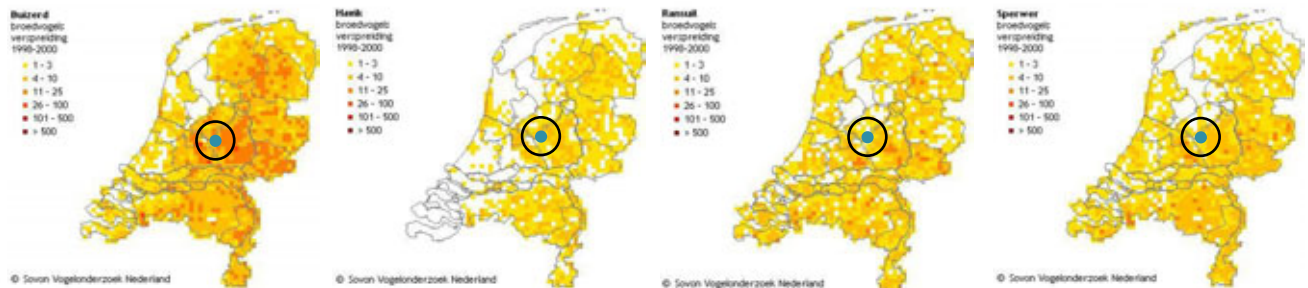 Buizerd
broedvogels
verspreiding
1998-2000
1 - 3
4 - 10
11 - 25
26 - 100
101 - 500
> 500
© Sovon Vogelonderzoek Nederland
Havik
broedvogels
verspreiding
1998-2000
1 - 3
4 - 10
11 - 25
26 - 100
101 - 500
> 500
© Sovon Vogelonderzoek Nederland
Ransuil
broedvogels
verspreiding
1998-2000
1 - 3
4 - 10
11 - 25
26 - 100
101 - 500
> 500
© Sovon Vogelonderzoek Nederland
Sperwer
broedvogels
verspreiding
1998-2000
1 - 3
4 - 10
11 - 25
26 - 100
101 - 500
> 500
© Sovon Vogelonderzoek Nederland